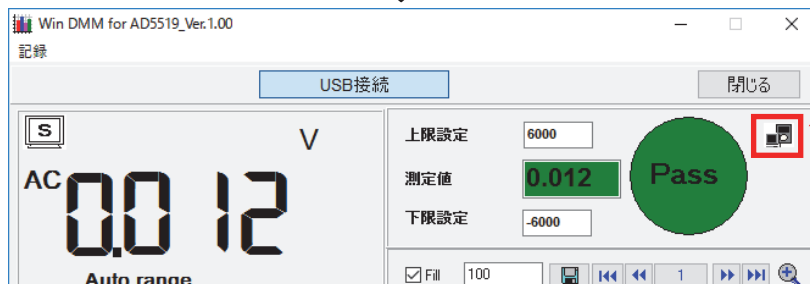 Win DMM for AD5519_Ver.1.00
記録
USB接続
閉じる
S
V
AC
0.012
Auto range
上限設定
6000
測定値
0.012
下限設定
-6000
Pass
Fill
100
1